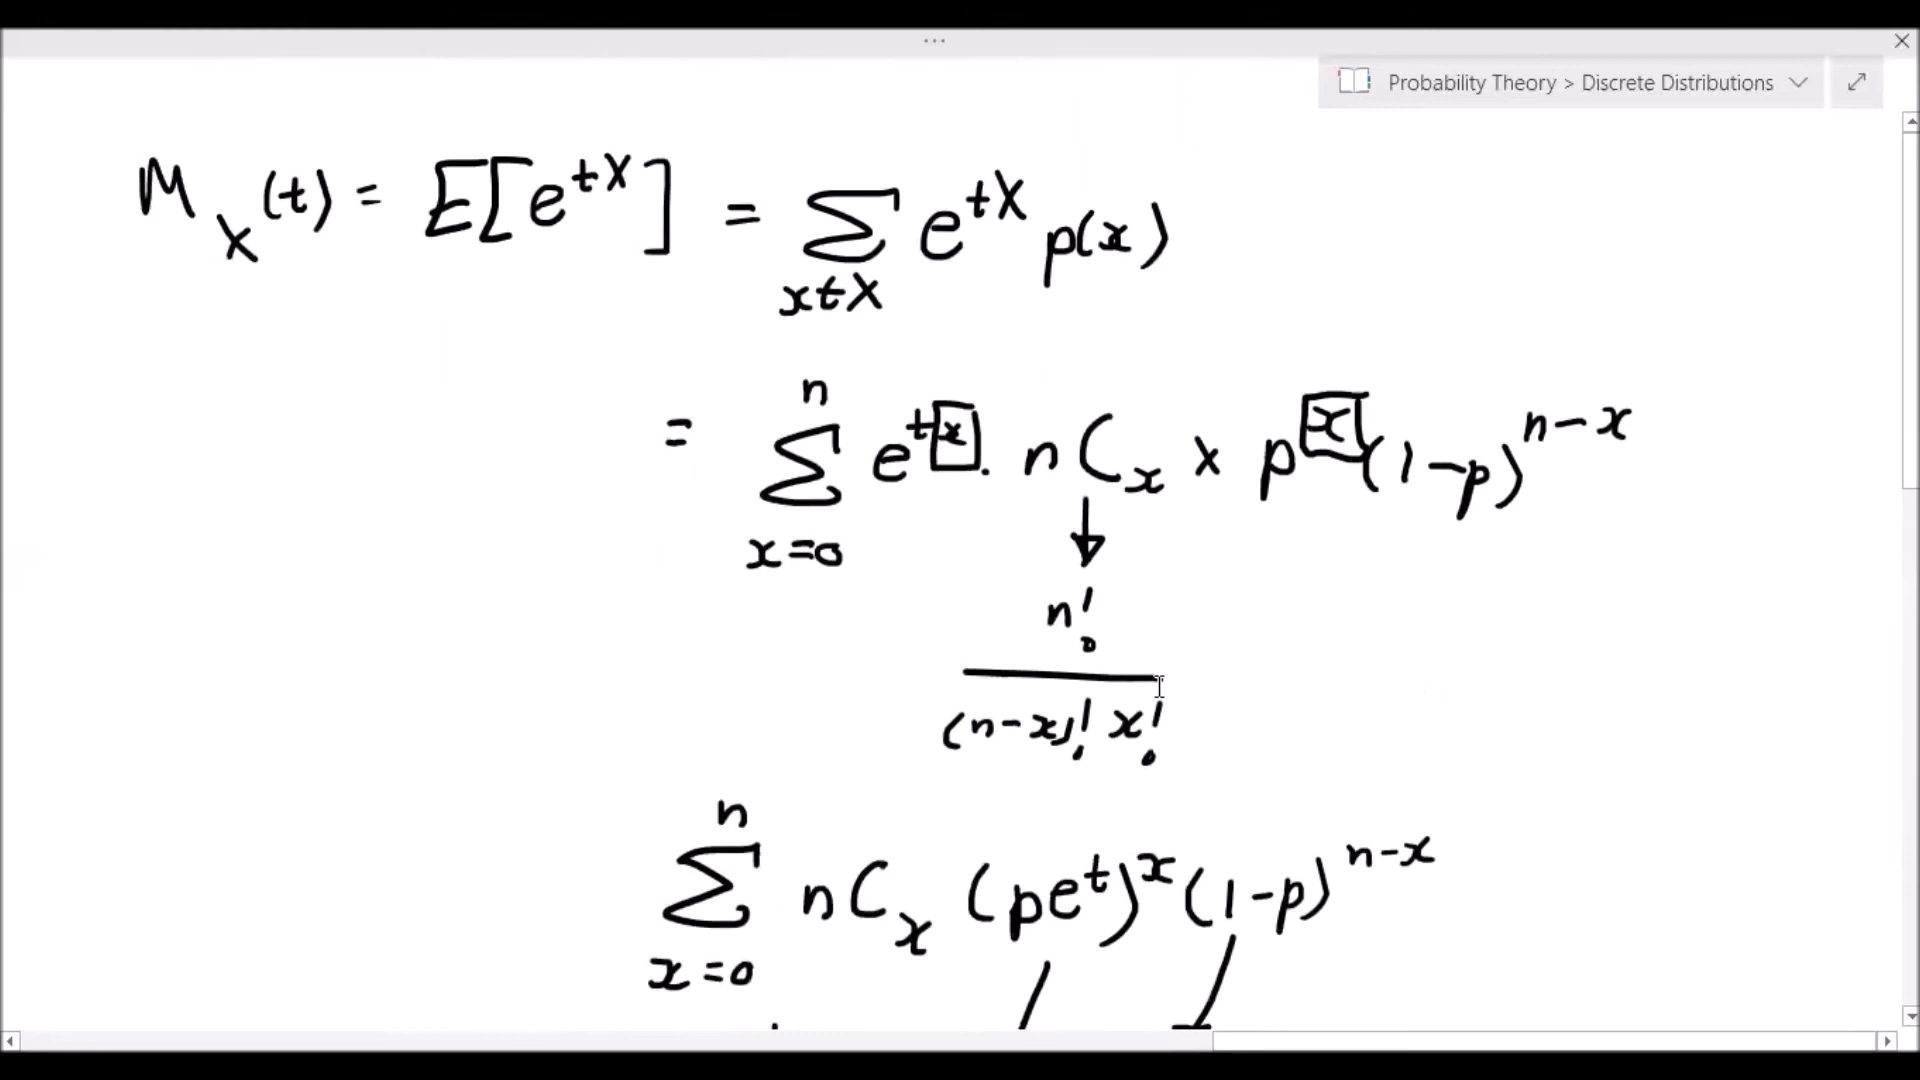 Probability Theory > Discrete Distributions
M_X(t) = E[e^{tX}] = Σ_{x∈X} e^{tX} p(x)
= Σ_{x=0}^{n} e^{tx} . nC_x × p^x (1-p)^{n-x}
n!
(n-x)! x!
Σ_{x=0}^{n} nC_x (pe^t)^x (1-p)^{n-x}